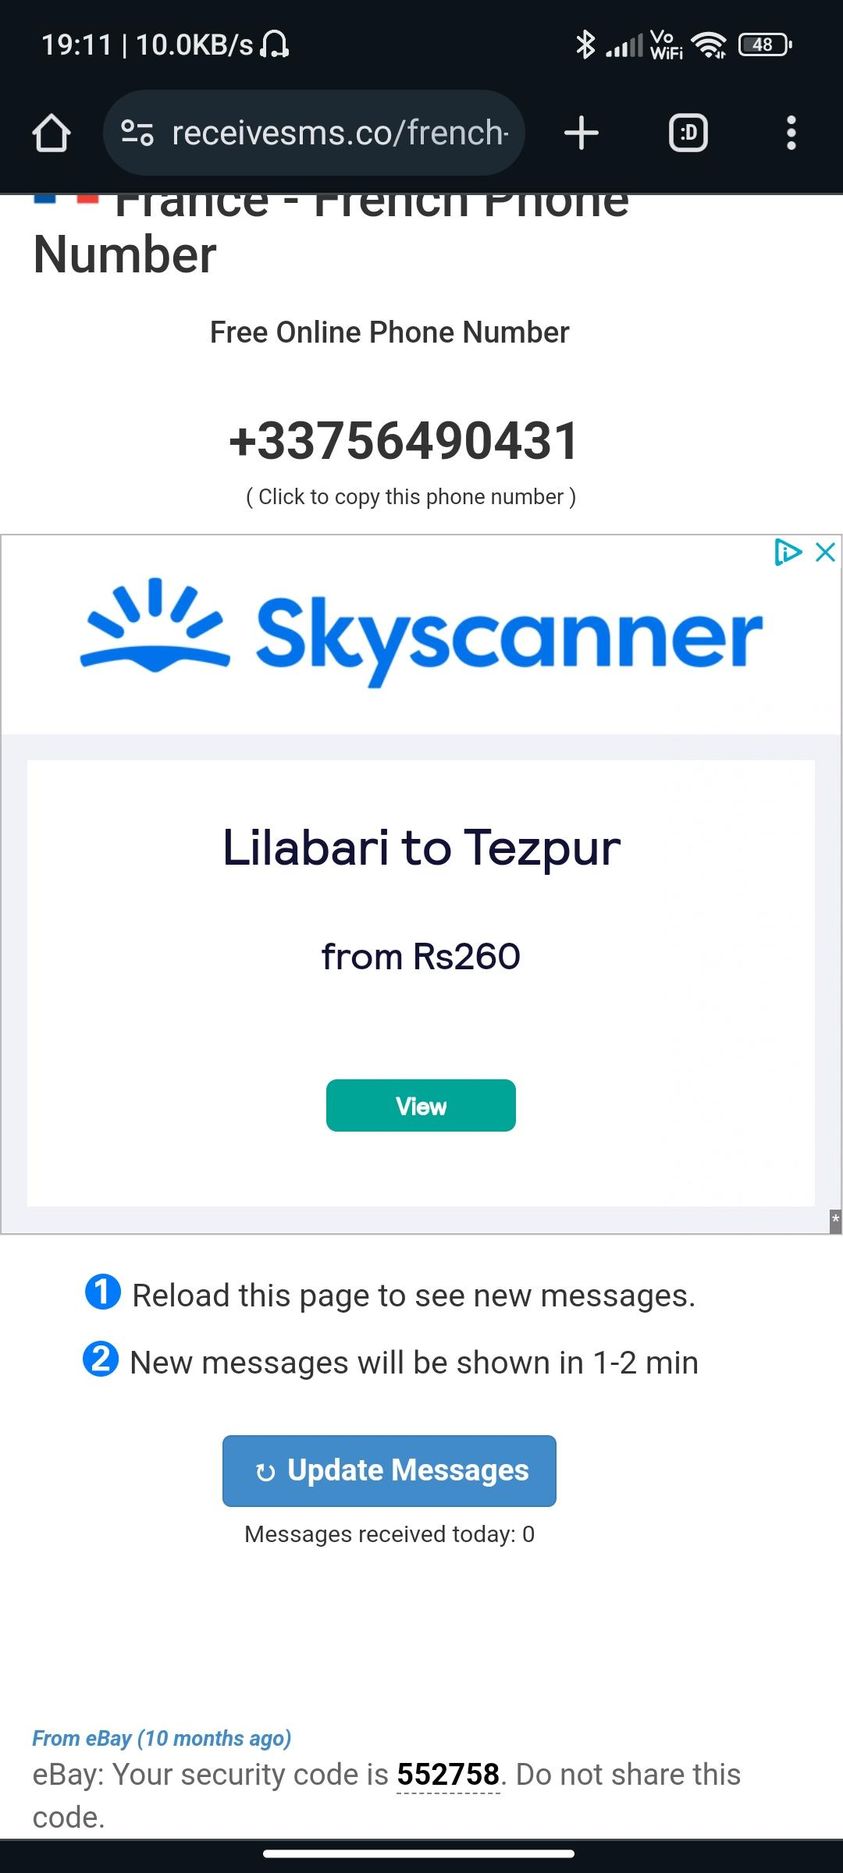 19:11 | 10.0KB/s
Vo WiFi
48
receivesms.co/french-
:D
France - French Phone
Number
Free Online Phone Number
+33756490431
( Click to copy this phone number )
Skyscanner
Lilabari to Tezpur
from Rs260
View
*
1 Reload this page to see new messages.
2 New messages will be shown in 1-2 min
↻ Update Messages
Messages received today: 0
From eBay (10 months ago)
eBay: Your security code is 552758. Do not share this
code.